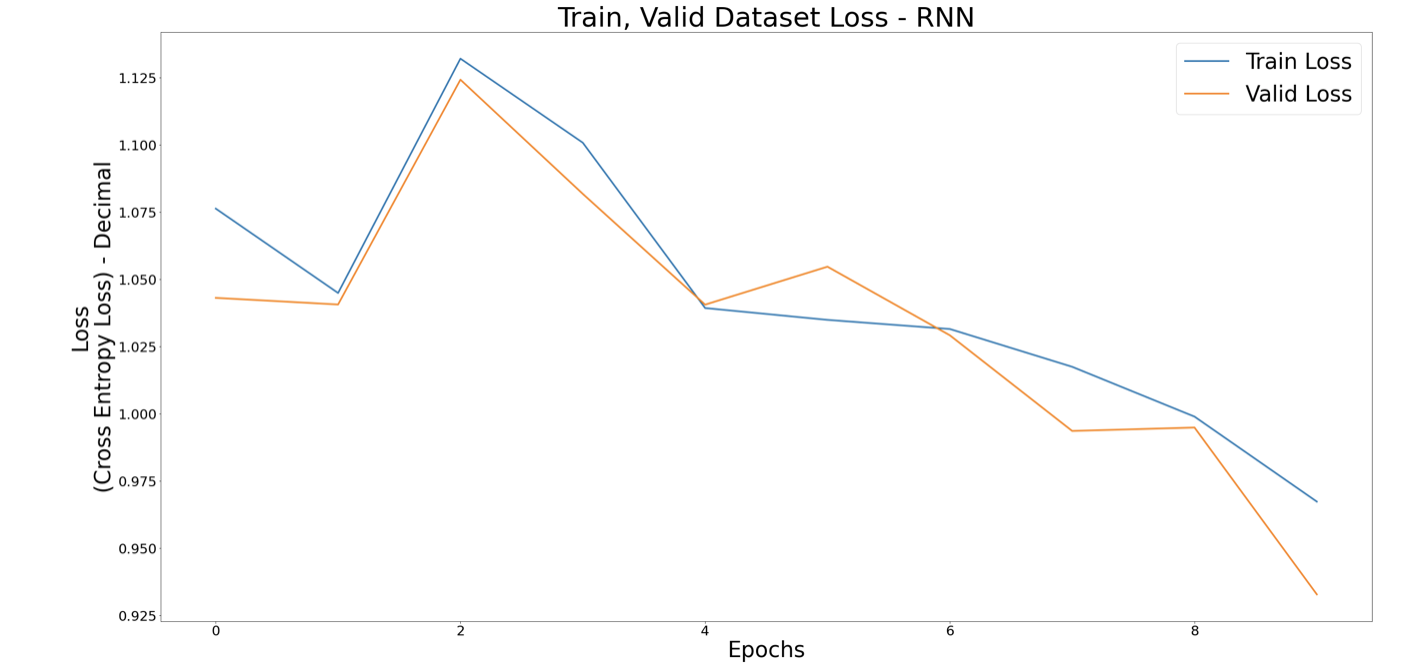 Train, Valid Dataset Loss - RNN
Train Loss
Valid Loss
Loss
(Cross Entropy Loss) - Decimal
1.125
1.100
1.075
1.050
1.025
1.000
0.975
0.950
0.925
0
2
4
6
8
Epochs